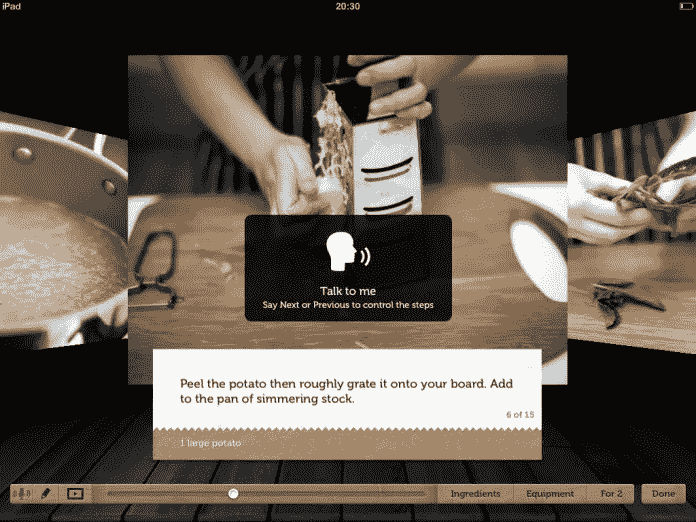 iPad
20:30
Talk to me
Say Next or Previous to control the steps
Peel the potato then roughly grate it onto your board. Add
to the pan of simmering stock.
6 of 15
1 large potato
Ingredients
Equipment
For 2
Done